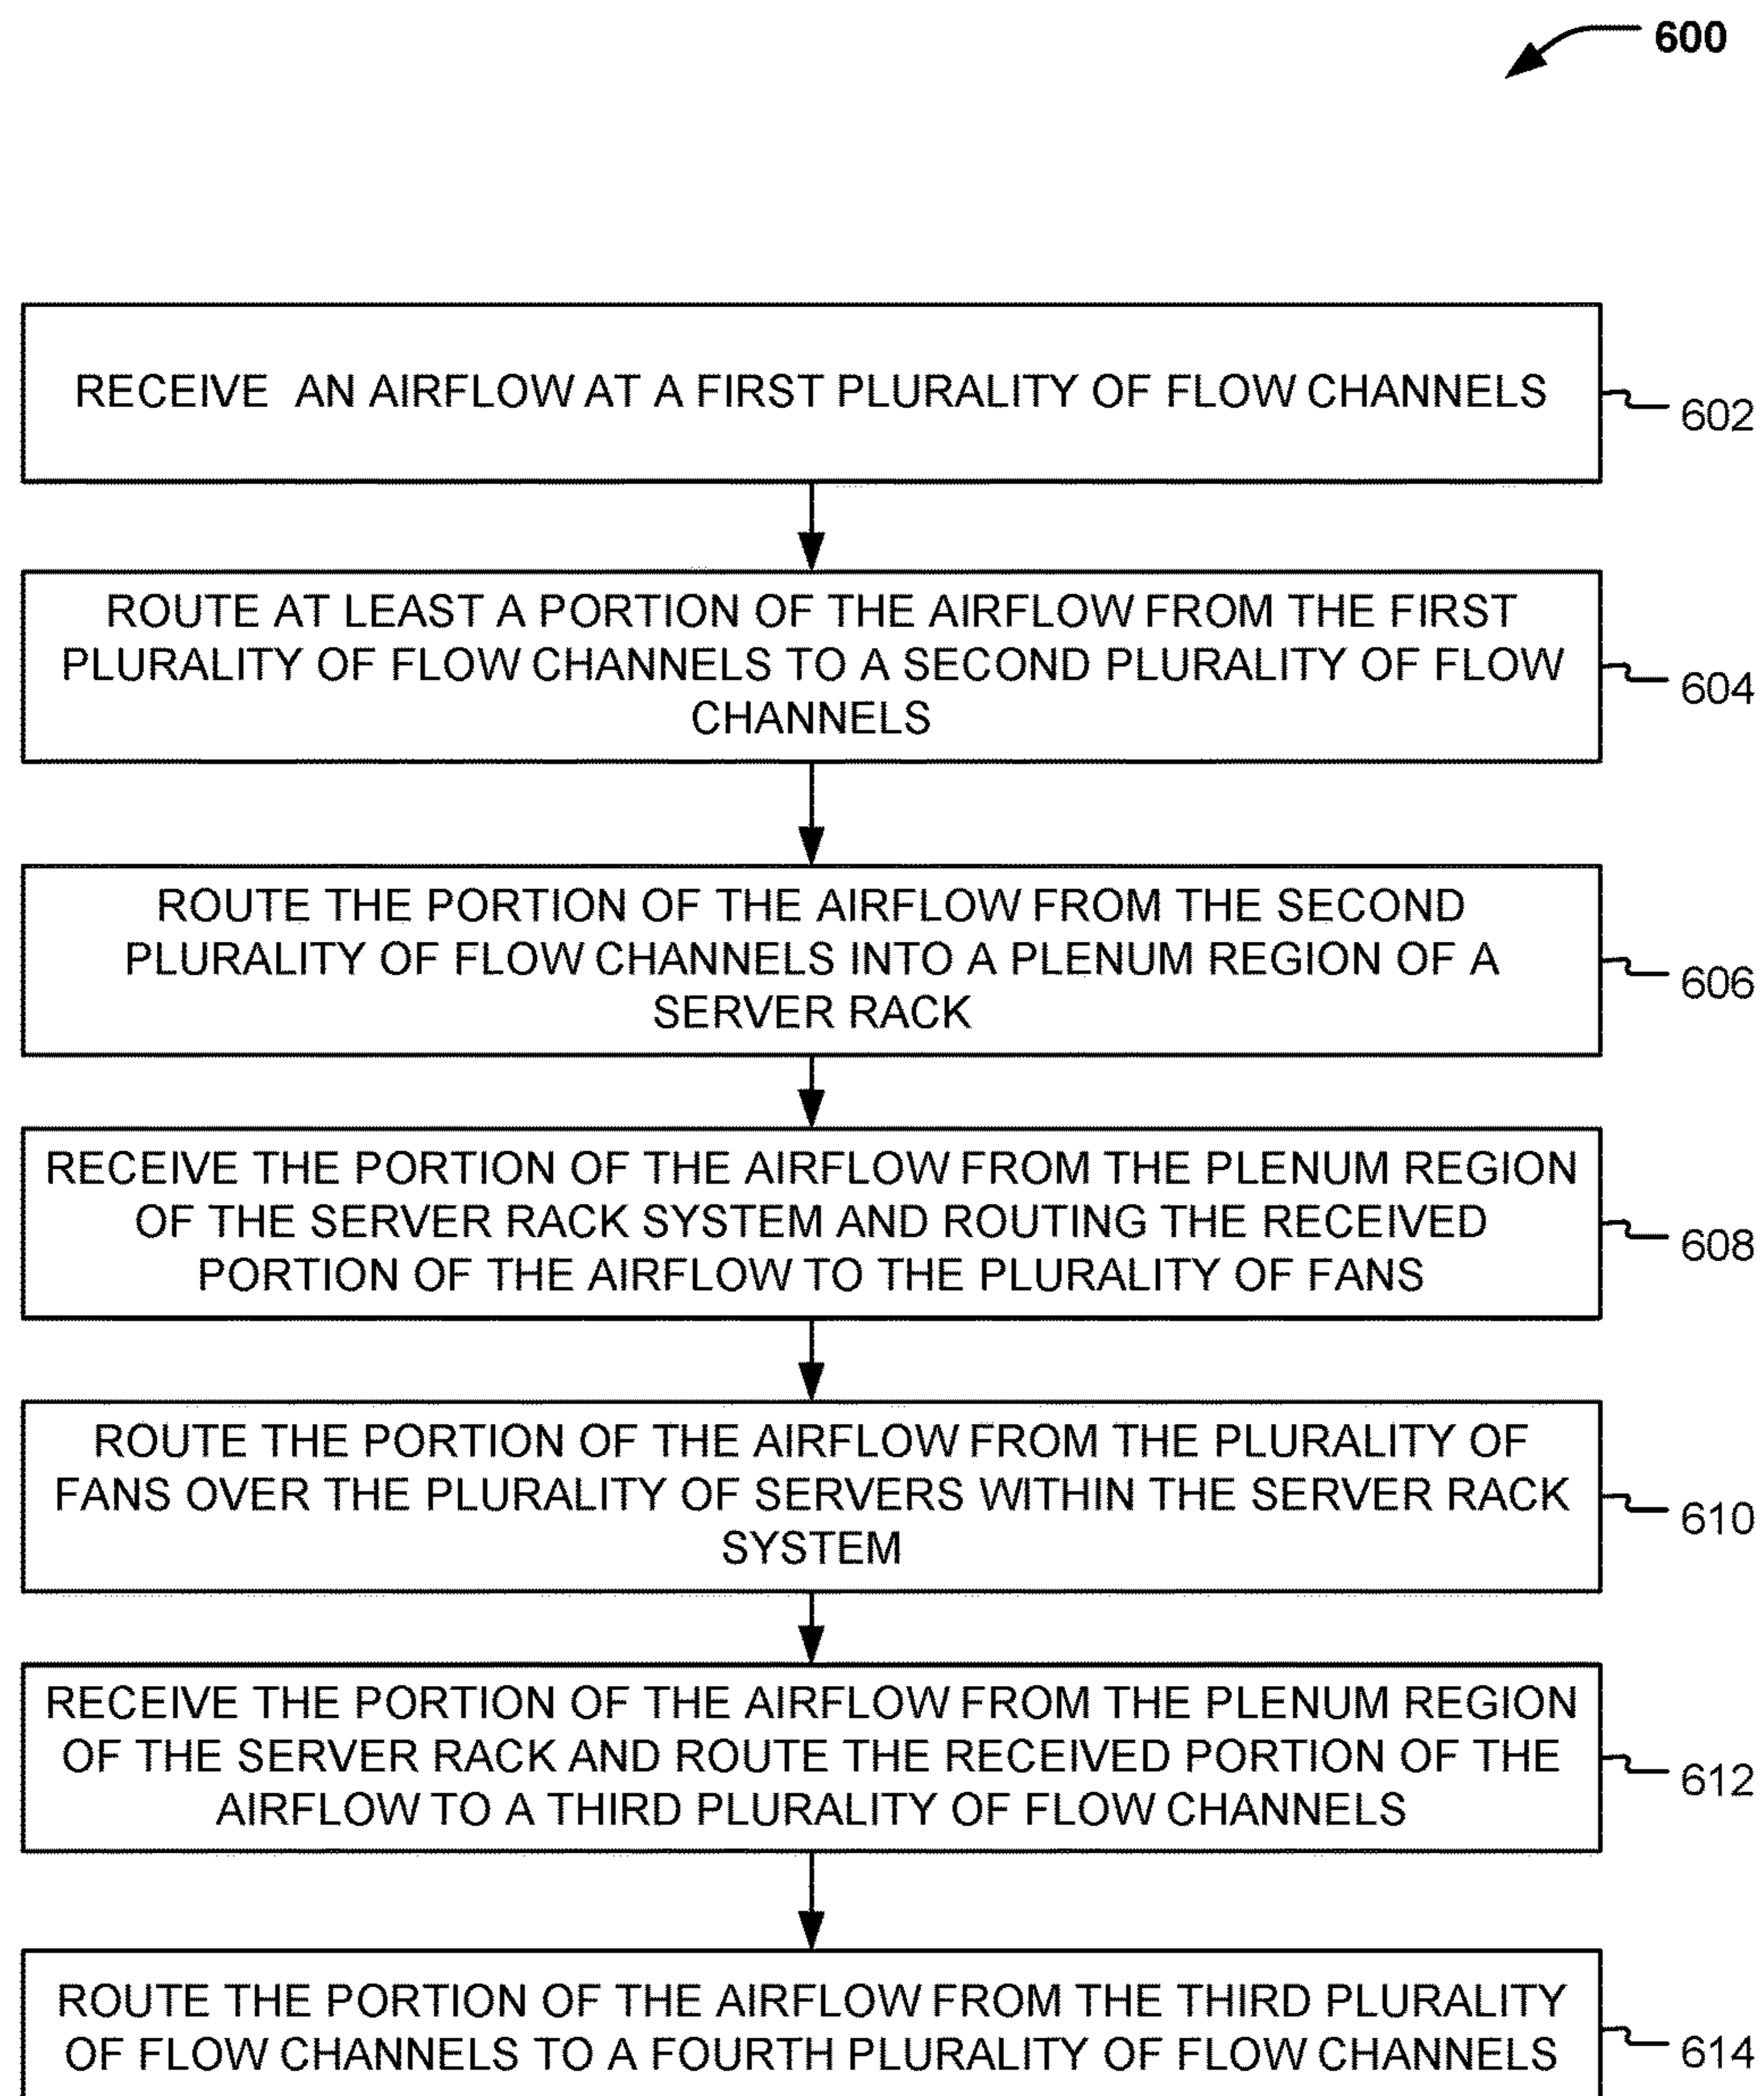 600
RECEIVE AN AIRFLOW AT A FIRST PLURALITY OF FLOW CHANNELS
602
ROUTE AT LEAST A PORTION OF THE AIRFLOW FROM THE FIRST
PLURALITY OF FLOW CHANNELS TO A SECOND PLURALITY OF FLOW
CHANNELS
604
ROUTE THE PORTION OF THE AIRFLOW FROM THE SECOND
PLURALITY OF FLOW CHANNELS INTO A PLENUM REGION OF A
SERVER RACK
606
RECEIVE THE PORTION OF THE AIRFLOW FROM THE PLENUM REGION
OF THE SERVER RACK SYSTEM AND ROUTING THE RECEIVED
PORTION OF THE AIRFLOW TO THE PLURALITY OF FANS
608
ROUTE THE PORTION OF THE AIRFLOW FROM THE PLURALITY OF
FANS OVER THE PLURALITY OF SERVERS WITHIN THE SERVER RACK
SYSTEM
610
RECEIVE THE PORTION OF THE AIRFLOW FROM THE PLENUM REGION
OF THE SERVER RACK AND ROUTE THE RECEIVED PORTION OF THE
AIRFLOW TO A THIRD PLURALITY OF FLOW CHANNELS
612
ROUTE THE PORTION OF THE AIRFLOW FROM THE THIRD PLURALITY
OF FLOW CHANNELS TO A FOURTH PLURALITY OF FLOW CHANNELS
614